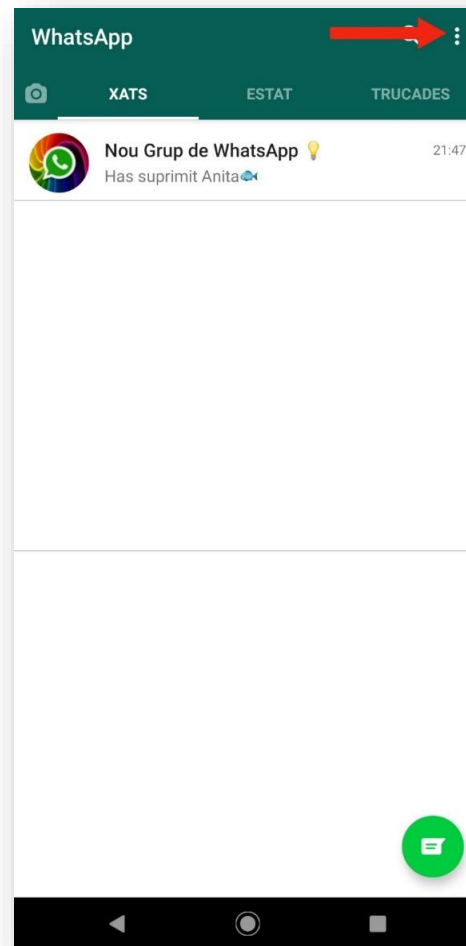 WhatsApp
XATS
ESTAT
TRUCADES
Nou Grup de WhatsApp 💡
21:47
Has suprimit Anita🐟